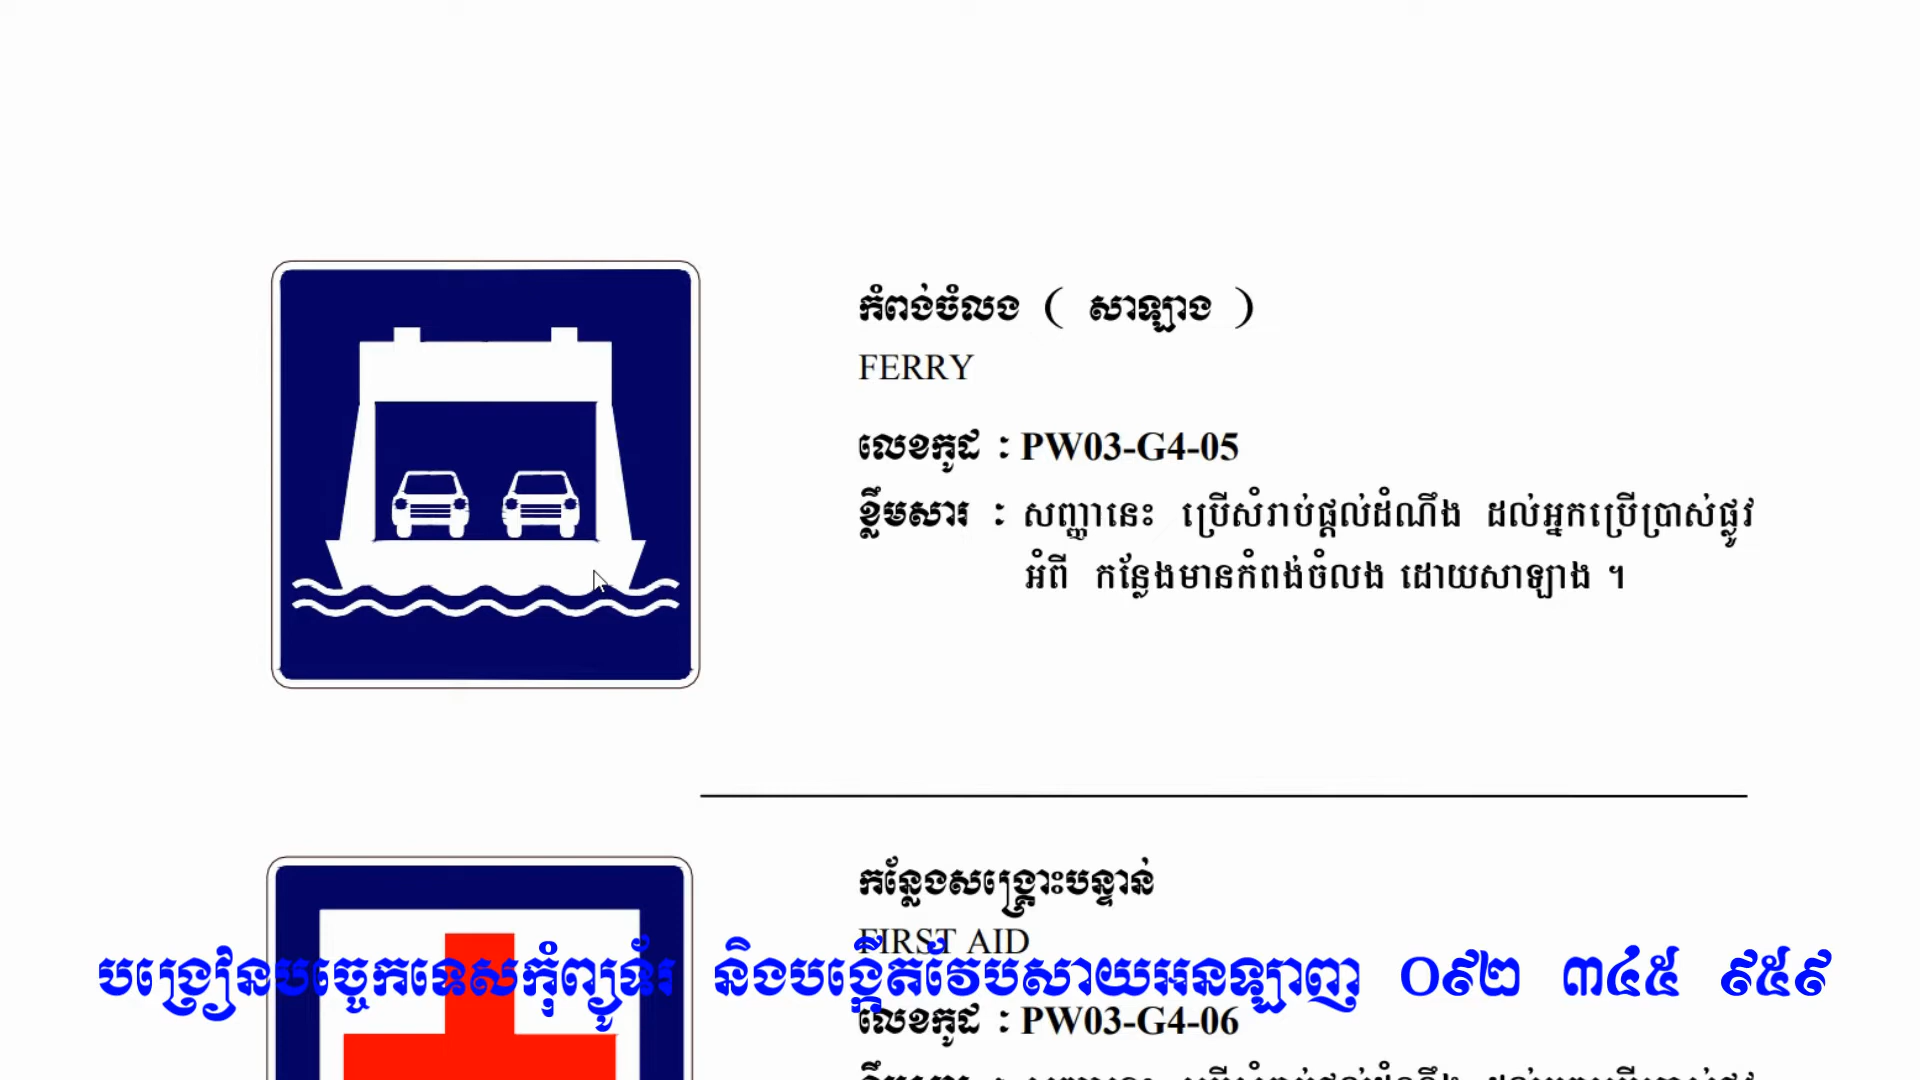 កំពង់ចំលង ( សាឡាង )
FERRY
លេខកូដ : PW03-G4-05
ខ្លឹមសារ : សញ្ញានេះ ប្រើសំរាប់ផ្តល់ដំណឹង ដល់អ្នកប្រើប្រាស់ផ្លូវ
អំពី កន្លែងមានកំពង់ចំលង ដោយសាឡាង ។
កន្លែងសង្គ្រោះបន្ទាន់
FIRST AID
បង្រៀនបច្ចេកទេសកុំព្យូទ័រ និងបង្កើតវែបសាយអនឡាញ ០៩២ ៣៤៥ ៩៥៩
លេខកូដ : PW03-G4-06